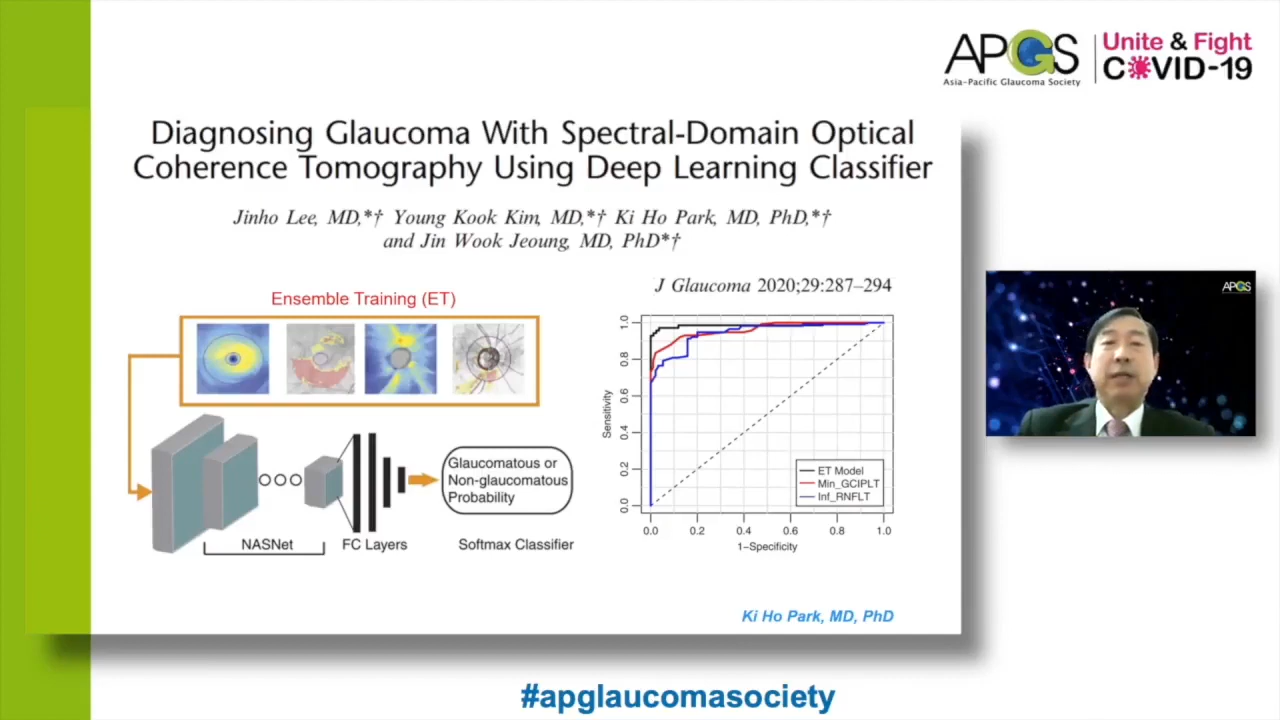 APGS
Asia-Pacific Glaucoma Society
Unite & Fight
COVID-19
Diagnosing Glaucoma With Spectral-Domain Optical
Coherence Tomography Using Deep Learning Classifier
Jinho Lee, MD,*† Young Kook Kim, MD,*† Ki Ho Park, MD, PhD,*†
and Jin Wook Jeoung, MD, PhD*†
J Glaucoma 2020;29:287–294
Ensemble Training (ET)
Glaucomatous or
Non-glaucomatous
Probability
NASNet
FC Layers
Softmax Classifier
Sensitivity
1.0
0.8
0.6
0.4
0.2
0.0
ET Model
Min_GCIPLT
Inf_RNFLT
0.0 0.2 0.4 0.6 0.8 1.0
1−Specificity
APGS
Ki Ho Park, MD, PhD
#apglaucomasociety